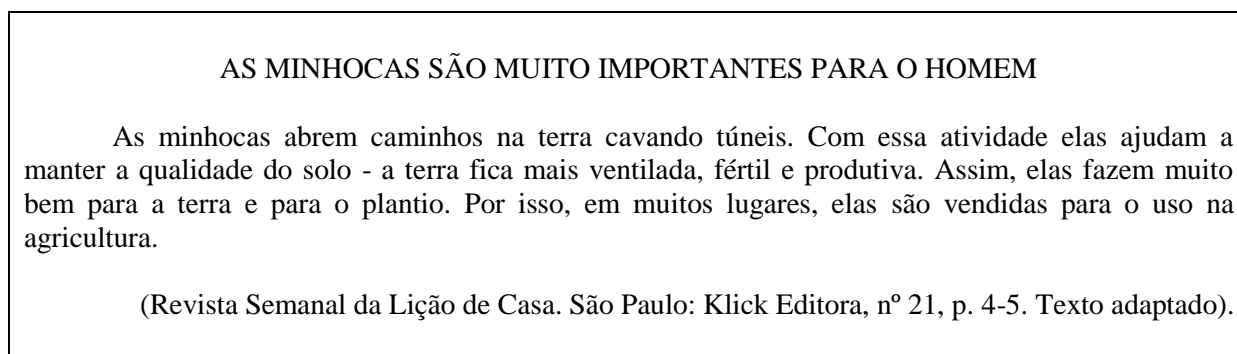 AS MINHOCAS SÃO MUITO IMPORTANTES PARA O HOMEM
As minhocas abrem caminhos na terra cavando túneis. Com essa atividade elas ajudam a
manter a qualidade do solo - a terra fica mais ventilada, fértil e produtiva. Assim, elas fazem muito
bem para a terra e para o plantio. Por isso, em muitos lugares, elas são vendidas para o uso na
agricultura.
(Revista Semanal da Lição de Casa. São Paulo: Klick Editora, nº 21, p. 4-5. Texto adaptado).